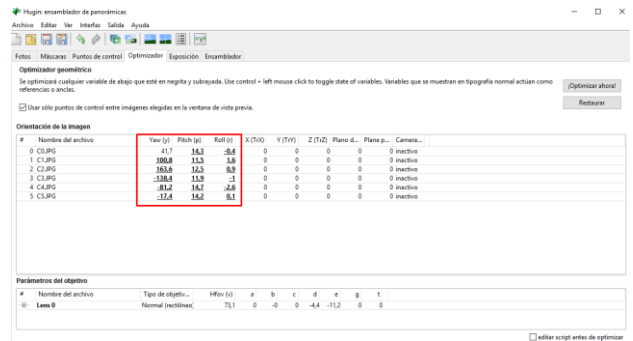 Hugin: ensamblador de panorámicas
Archivo Editar Ver Interfaz Salida Ayuda
Fotos Máscaras Puntos de control Optimizador Exposición Ensamblador
Optimizador geométrico
Se optimizará cualquier variable de abajo que esté en negrita y subrayada. Use control + left mouse click to toggle state of variables. Variables que se muestran en tipografía normal actúan como
referencias o anclas.
¡Optimizar ahora!
Restaurar
Usar sólo puntos de control entre imágenes elegidas en la ventana de vista previa.
Orientación de la imagen
# Nombre del archivo Yaw (y) Pitch (p) Roll (r) X (TrX) Y (TrY) Z (TrZ) Plano d... Plane p... Camera...
0 C0.JPG 41,7 14,3 -0,4 0 0 0 0 0 inactivo
1 C1.JPG 100,8 11,5 1,6 0 0 0 0 0 inactivo
2 C2.JPG 163,6 12,5 0,9 0 0 0 0 0 inactivo
3 C3.JPG -138,4 11,9 -1 0 0 0 0 0 inactivo
4 C4.JPG -81,2 14,7 -2,6 0 0 0 0 0 inactivo
5 C5.JPG -17,4 14,2 0,1 0 0 0 0 0 inactivo
Parámetros del objetivo
# Nombre del archivo Tipo de objetiv... Hfov (v) a b c d e g t
Lens 0 Normal (rectilíneo) 73,1 0 -0 0 -4,4 -11,2 0 0
editar script antes de optimizar